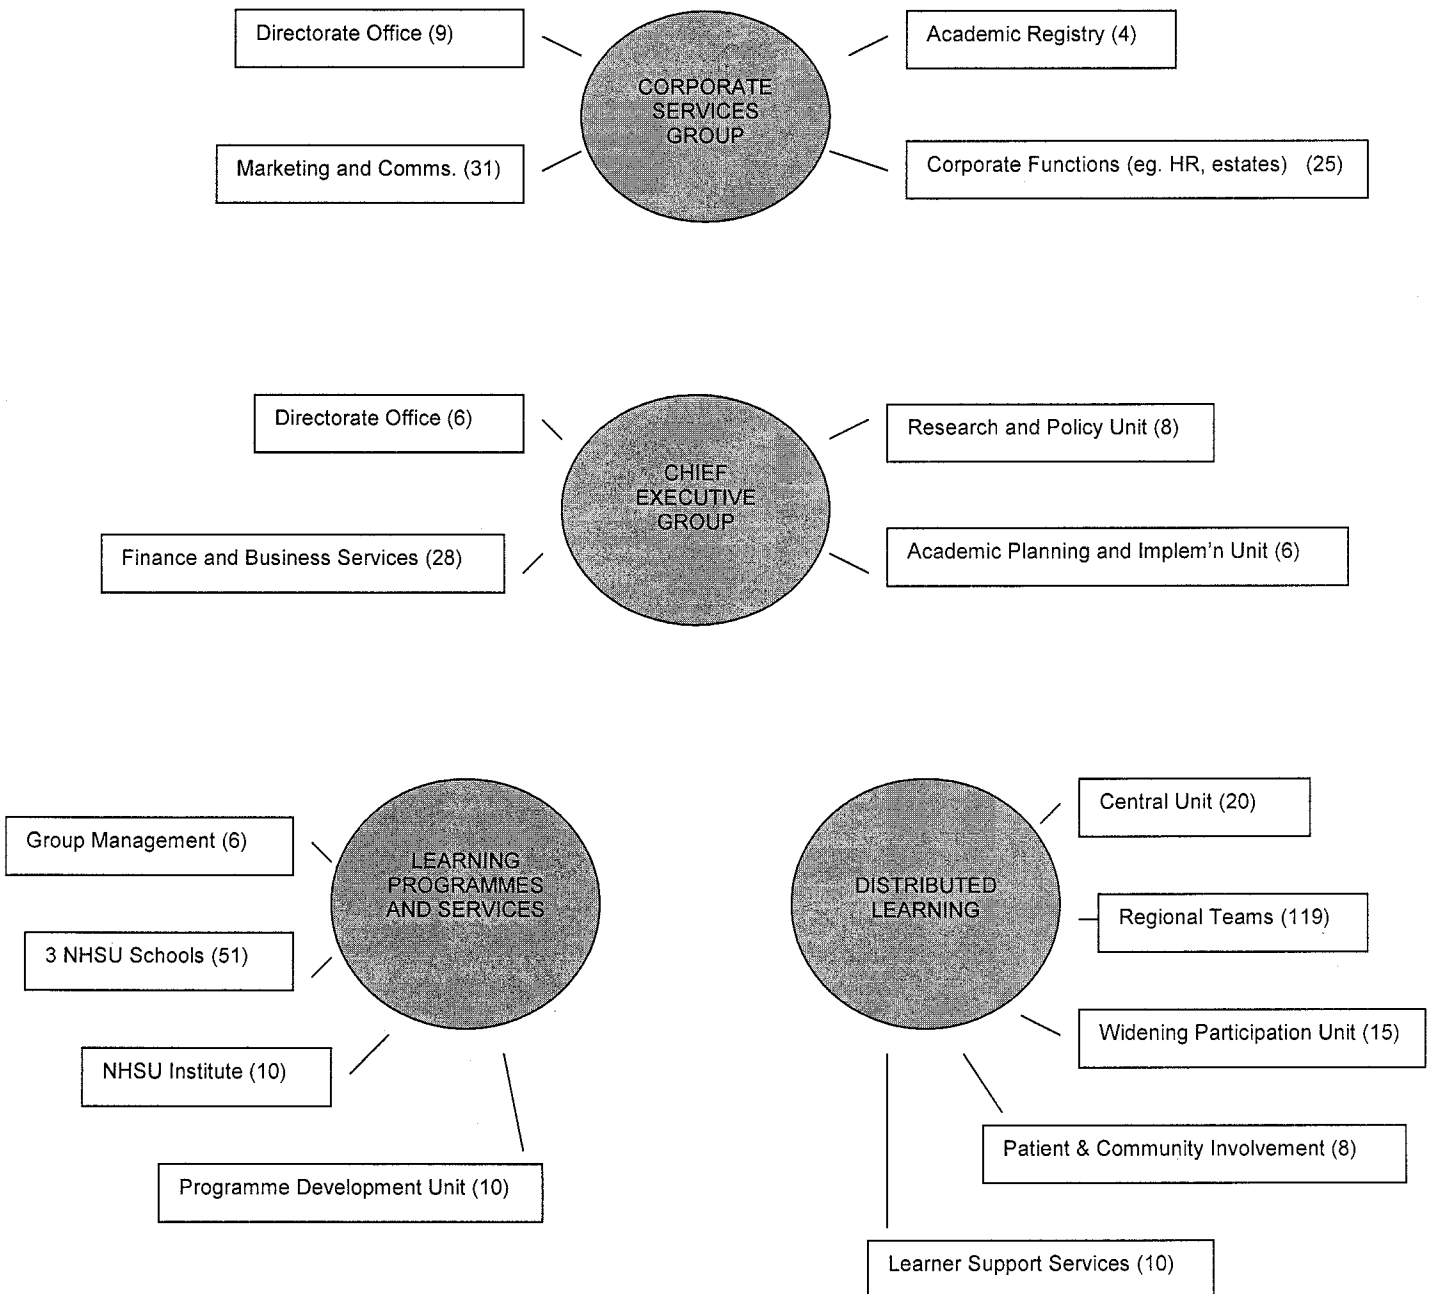 Directorate Office (9)
Academic Registry (4)
CORPORATE
SERVICES
GROUP
Marketing and Comms. (31)
Corporate Functions (eg. HR, estates) (25)
Directorate Office (6)
Research and Policy Unit (8)
CHIEF
EXECUTIVE
GROUP
Finance and Business Services (28)
Academic Planning and Implem'n Unit (6)
Group Management (6)
LEARNING
PROGRAMMES
AND SERVICES
3 NHSU Schools (51)
NHSU Institute (10)
Programme Development Unit (10)
DISTRIBUTED
LEARNING
Central Unit (20)
Regional Teams (119)
Widening Participation Unit (15)
Patient & Community Involvement (8)
Learner Support Services (10)